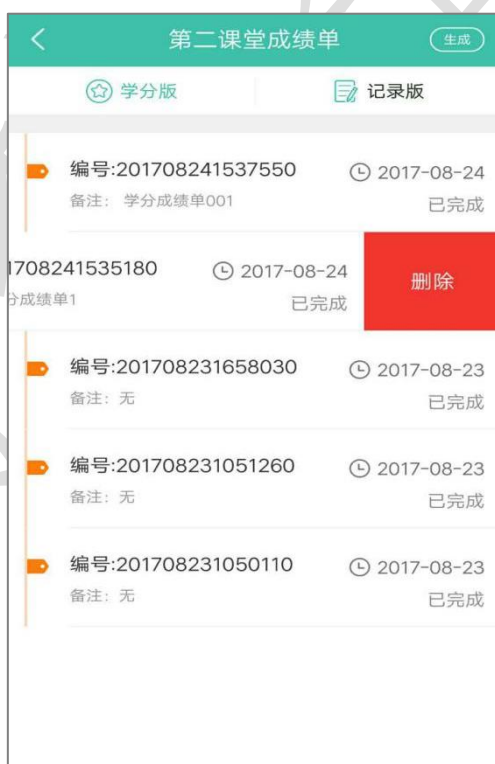 第二课堂成绩单
生成
学分版 记录版
编号:201708241537550 2017-08-24
备注： 学分成绩单001 已完成
1708241535180 2017-08-24
分成绩单1 已完成
删除
编号:201708231658030 2017-08-23
备注：无 已完成
编号:201708231051260 2017-08-23
备注：无 已完成
编号:201708231050110 2017-08-23
备注：无 已完成